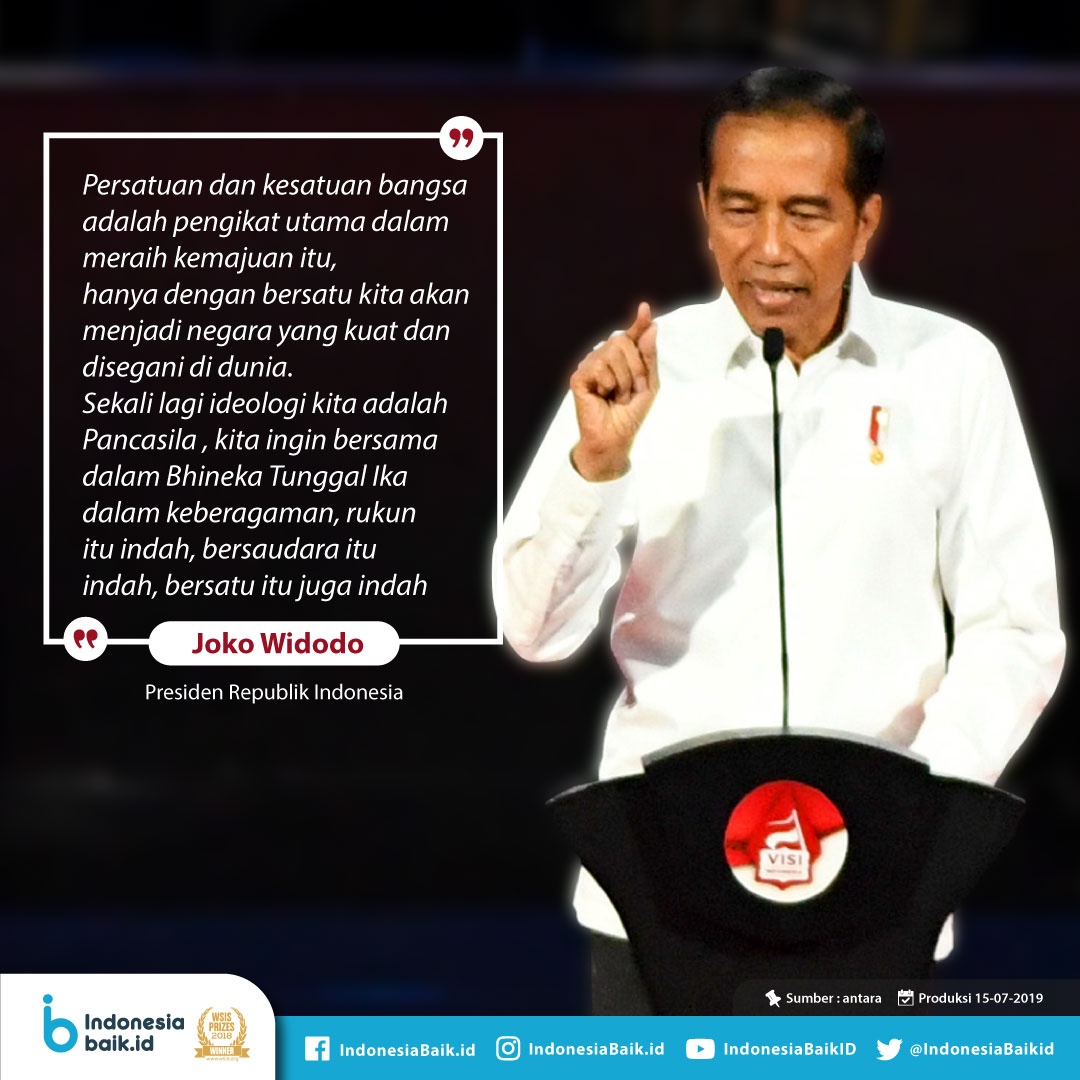 Persatuan dan kesatuan bangsa
adalah pengikat utama dalam
meraih kemajuan itu,
hanya dengan bersatu kita akan
menjadi negara yang kuat dan
disegani di dunia.
Sekali lagi ideologi kita adalah
Pancasila , kita ingin bersama
dalam Bhineka Tunggal Ika
dalam keberagaman, rukun
itu indah, bersaudara itu
indah, bersatu itu juga indah
Joko Widodo
Presiden Republik Indonesia
VISI
Sumber : antara
Produksi 15-07-2019
Indonesia
baik.id
WSIS
PRIZES
2018
WINNER
IndonesiaBaik.id
IndonesiaBaik.id
IndonesiaBaikID
@IndonesiaBaikid